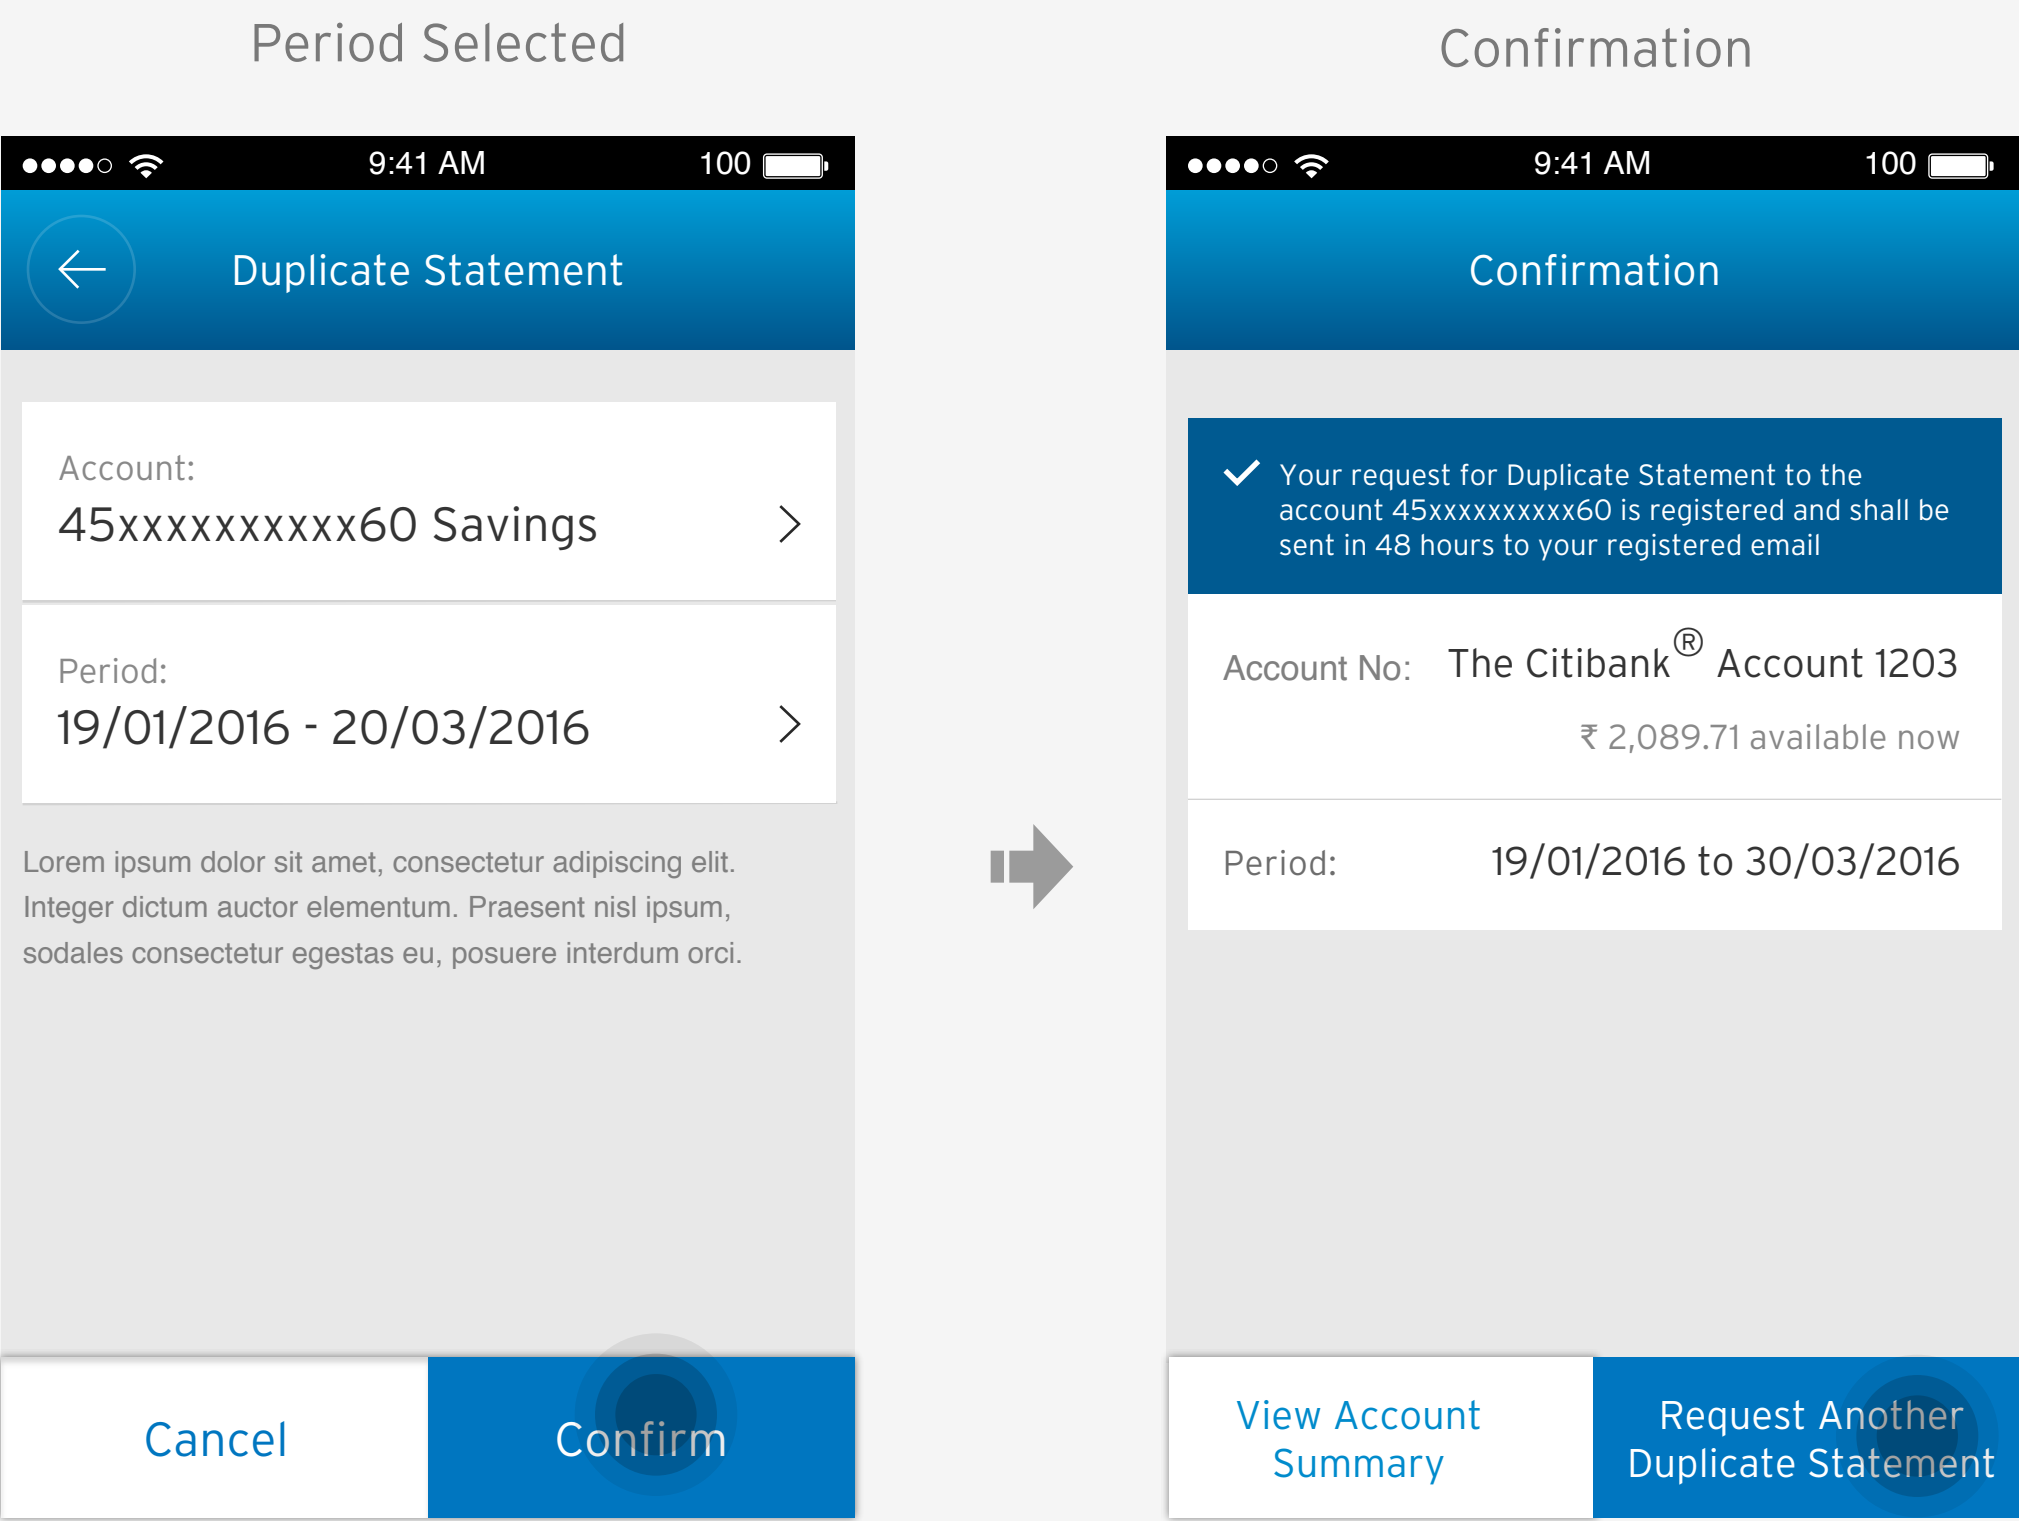 Period Selected
9:41 AM 100
Duplicate Statement
Account:
45xxxxxxxxxx60 Savings
Period:
19/01/2016 - 20/03/2016
Lorem ipsum dolor sit amet, consectetur adipiscing elit.
Integer dictum auctor elementum. Praesent nisl ipsum,
sodales consectetur egestas eu, posuere interdum orci.
Cancel
Confirm
Confirmation
9:41 AM 100
Confirmation
Your request for Duplicate Statement to the
account 45xxxxxxxxxx60 is registered and shall be
sent in 48 hours to your registered email
Account No: The Citibank® Account 1203
₹ 2,089.71 available now
Period: 19/01/2016 to 30/03/2016
View Account
Summary
Request Another
Duplicate Statement